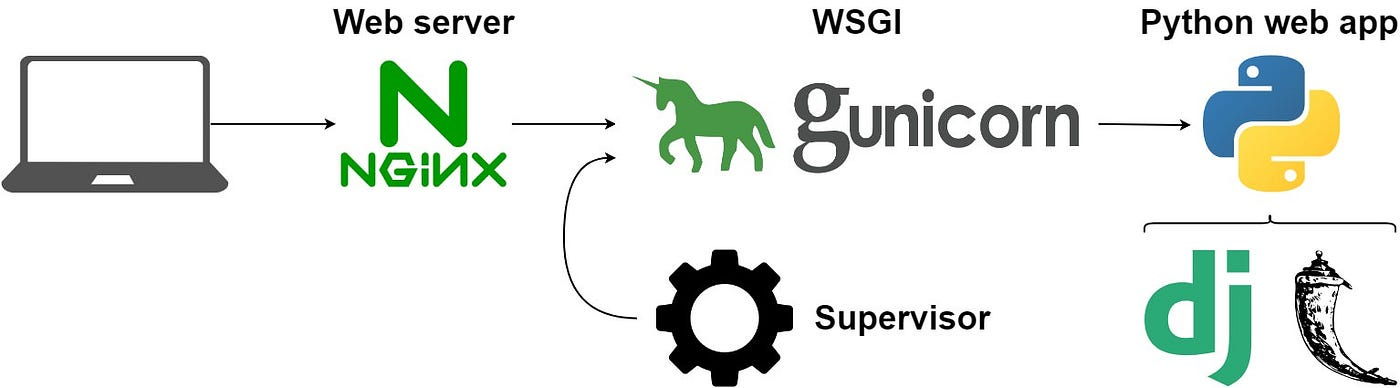 Web server
WSGI
Python web app
NGiNX
gunicorn
Supervisor
dj